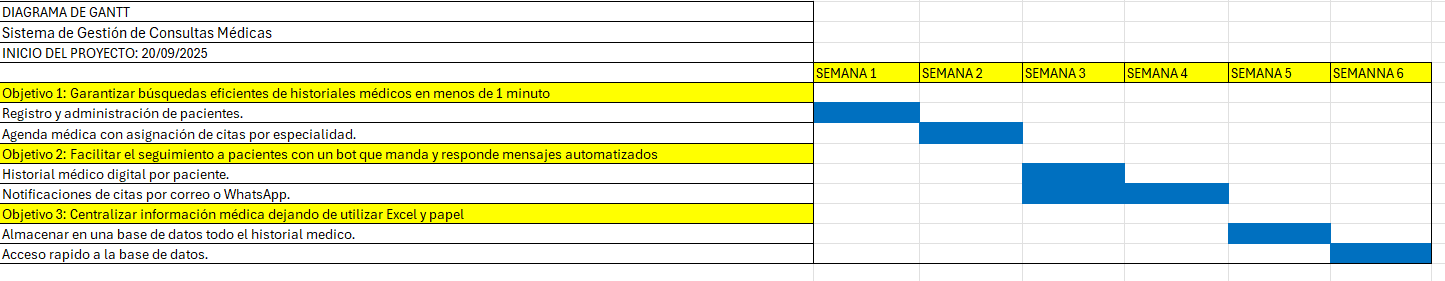 DIAGRAMA DE GANTT
Sistema de Gestión de Consultas Médicas
INICIO DEL PROYECTO: 20/09/2025
SEMANA 1 SEMANA 2 SEMANA 3 SEMANA 4 SEMANA 5 SEMANNA 6
Objetivo 1: Garantizar búsquedas eficientes de historiales médicos en menos de 1 minuto
Registro y administración de pacientes.
Agenda médica con asignación de citas por especialidad.
Objetivo 2: Facilitar el seguimiento a pacientes con un bot que manda y responde mensajes automatizados
Historial médico digital por paciente.
Notificaciones de citas por correo o WhatsApp.
Objetivo 3: Centralizar información médica dejando de utilizar Excel y papel
Almacenar en una base de datos todo el historial medico.
Acceso rapido a la base de datos.